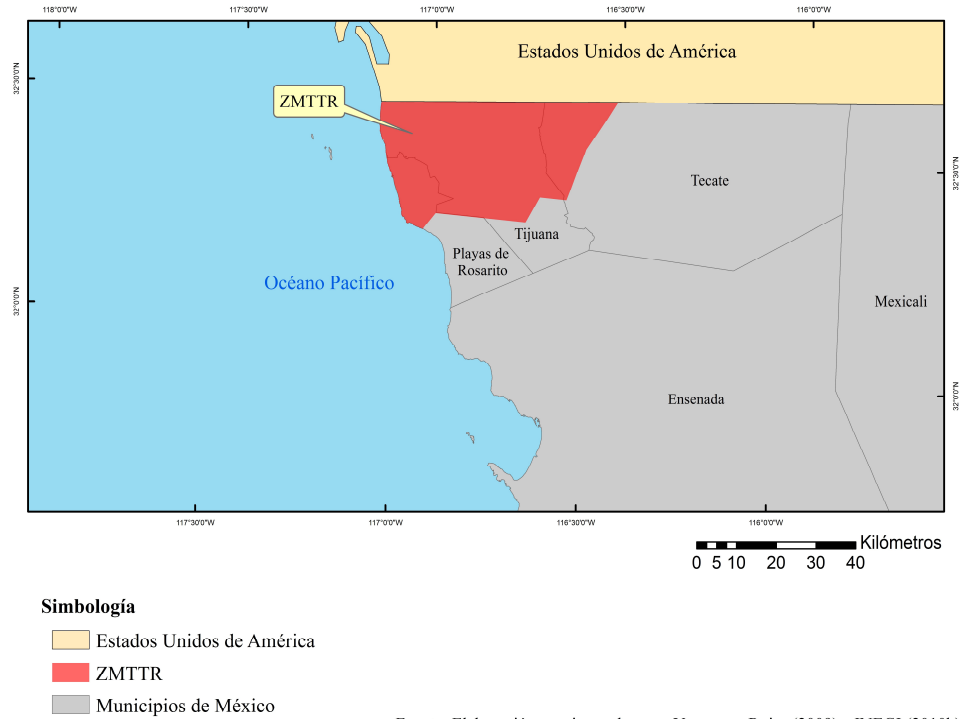 118°0'0"W 117°30'0"W 117°0'0"W 116°30'0"W 116°0'0"W
Estados Unidos de América
32°30'0"N
ZMTTR
32°30'0"N
Tecate
Tijuana
Playas de
Rosarito
Océano Pacífico
32°0'0"N
Mexicali
32°0'0"N
Ensenada
117°30'0"W 117°0'0"W 116°30'0"W 116°0'0"W
Kilómetros
0 5 10 20 30 40
Simbología
Estados Unidos de América
ZMTTR
Municipios de México